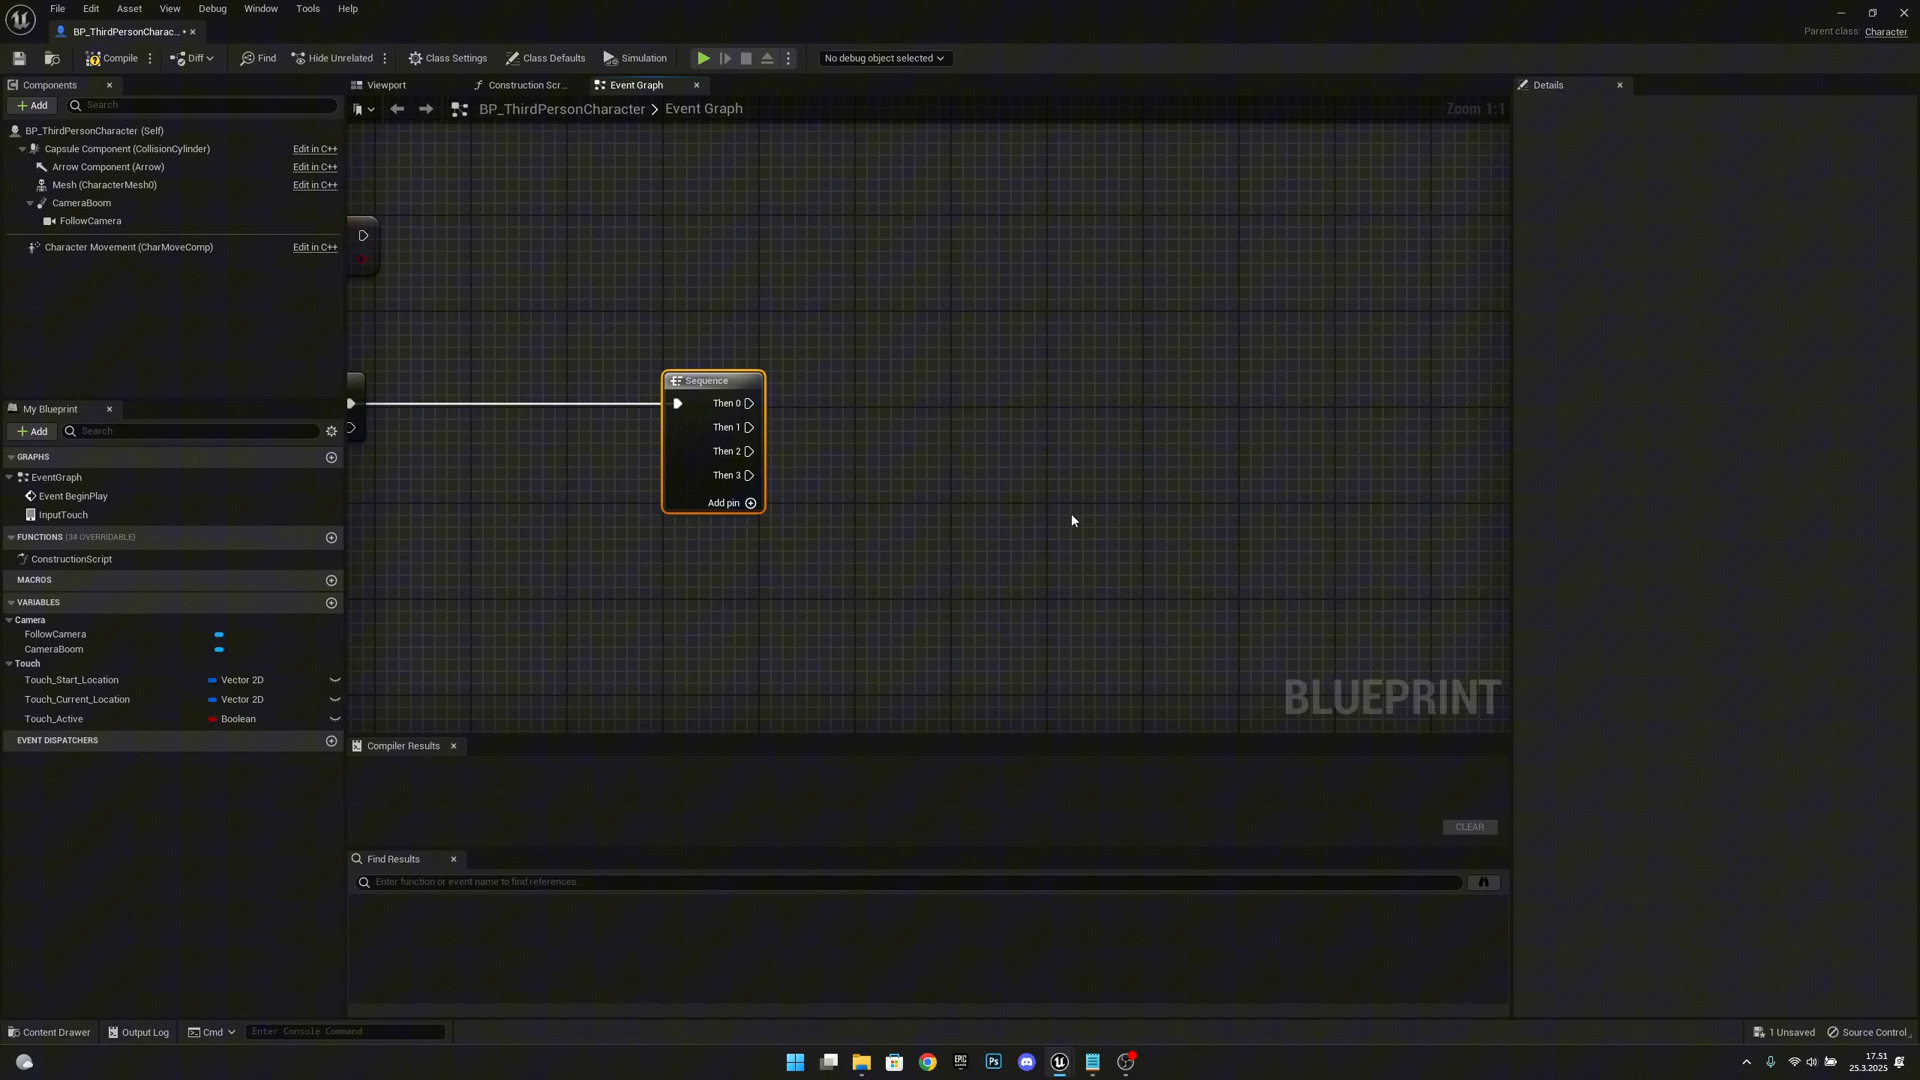 File Edit Asset View Debug Window Tools Help
BP_ThirdPersonCharac...
Parent class: Character
Compile Diff Find Hide Unrelated Class Settings Class Defaults Simulation No debug object selected
Components Viewport Construction Scr... Event Graph Details
Add Search
BP_ThirdPersonCharacter > Event Graph Zoom 1:1
BP_ThirdPersonCharacter (Self)
Capsule Component (CollisionCylinder) Edit in C++
Arrow Component (Arrow) Edit in C++
Mesh (CharacterMesh0) Edit in C++
CameraBoom
FollowCamera
Character Movement (CharMoveComp) Edit in C++
Sequence
Then 0
Then 1
Then 2
Then 3
Add pin
My Blueprint
Add Search
GRAPHS
EventGraph
Event BeginPlay
InputTouch
FUNCTIONS (34 OVERRIDABLE)
ConstructionScript
MACROS
VARIABLES
Camera
FollowCamera
CameraBoom
Touch
Touch_Start_Location Vector 2D
Touch_Current_Location Vector 2D
Touch_Active Boolean
EVENT DISPATCHERS
BLUEPRINT
Compiler Results
CLEAR
Find Results
Enter function or event name to find references...
Content Drawer Output Log Cmd Enter Console Command 1 Unsaved Source Control
EPIC GAMES
Ps
17.51
25.3.2025